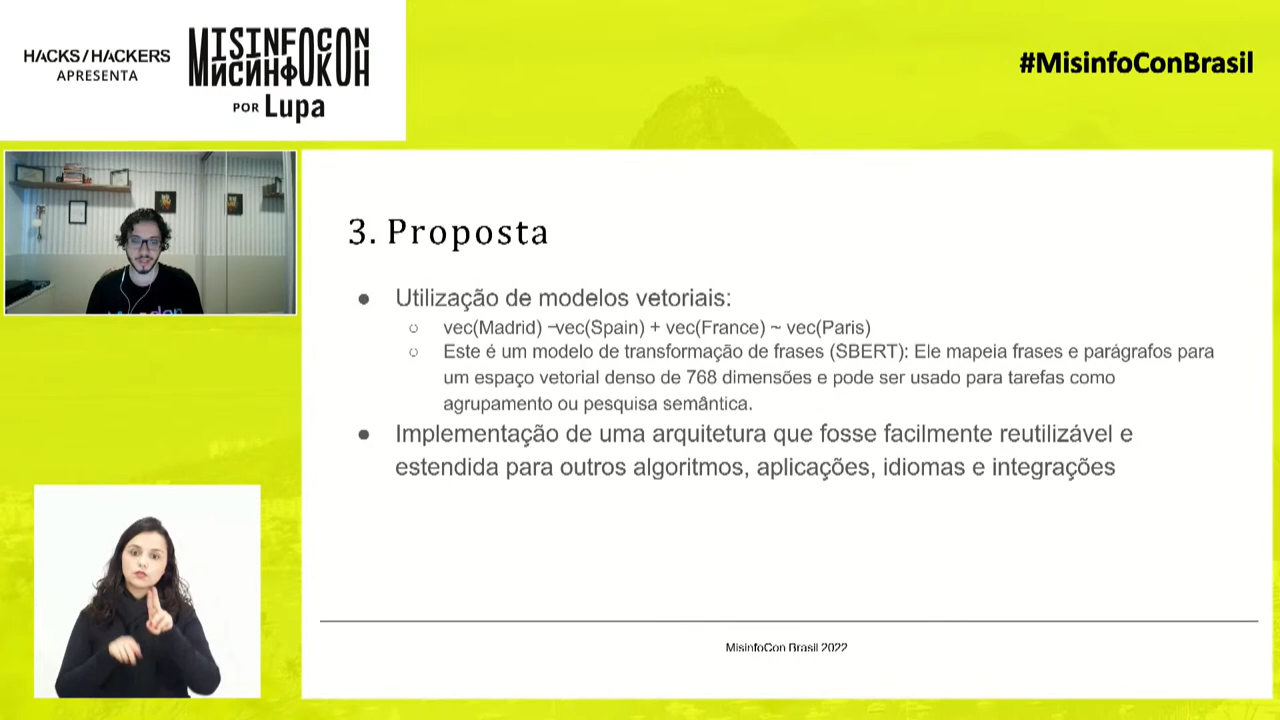 HACKS/HACKERS
APRESENTA
MISINFOCON
МИСИНФОКОН
POR Lupa
#MisinfoConBrasil
3. Proposta
● Utilização de modelos vetoriais:
○ vec(Madrid) –vec(Spain) + vec(France) ~ vec(Paris)
○ Este é um modelo de transformação de frases (SBERT): Ele mapeia frases e parágrafos para
um espaço vetorial denso de 768 dimensões e pode ser usado para tarefas como
agrupamento ou pesquisa semântica.
● Implementação de uma arquitetura que fosse facilmente reutilizável e
estendida para outros algoritmos, aplicações, idiomas e integrações
MisinfoCon Brasil 2022